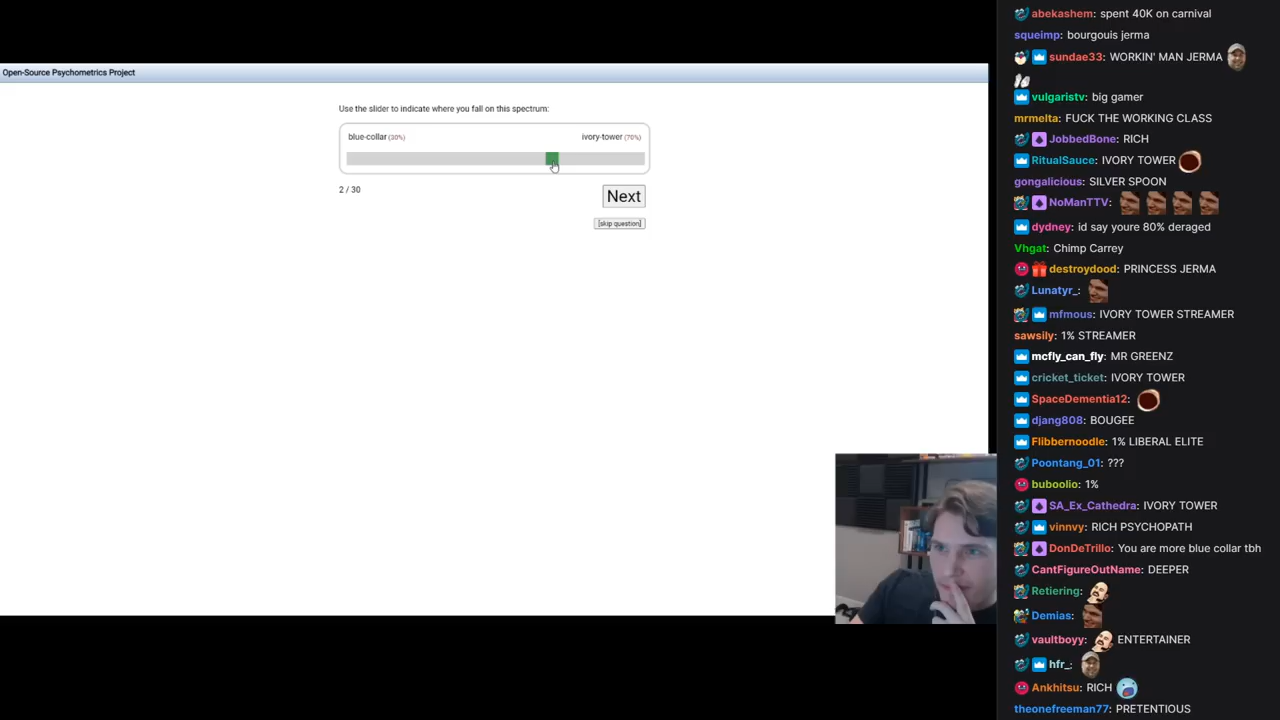 Open-Source Psychometrics Project
Use the slider to indicate where you fall on this spectrum:
blue-collar (30%)
ivory-tower (70%)
2 / 30
Next
[skip question]
abekashem: spent 40K on carnival
squeimp: bourgouis jerma
sundae33: WORKIN' MAN JERMA
vulgaristv: big gamer
mrmelta: FUCK THE WORKING CLASS
JobbedBone: RICH
RitualSauce: IVORY TOWER
gongalicious: SILVER SPOON
NoManTTV:
dydney: id say youre 80% deraged
Vhgat: Chimp Carrey
destroydood: PRINCESS JERMA
Lunatyr_:
mfmous: IVORY TOWER STREAMER
sawsily: 1% STREAMER
mcfly_can_fly: MR GREENZ
cricket_ticket: IVORY TOWER
SpaceDementia12:
djang808: BOUGEE
Flibbernoodle: 1% LIBERAL ELITE
Poontang_01: ???
buboolio: 1%
SA_Ex_Cathedra: IVORY TOWER
vinnvy: RICH PSYCHOPATH
DonDeTrillo: You are more blue collar tbh
CantFigureOutName: DEEPER
Retiering:
Demias:
vaultboyy: ENTERTAINER
hfr_:
Ankhitsu: RICH
theonefreeman77: PRETENTIOUS